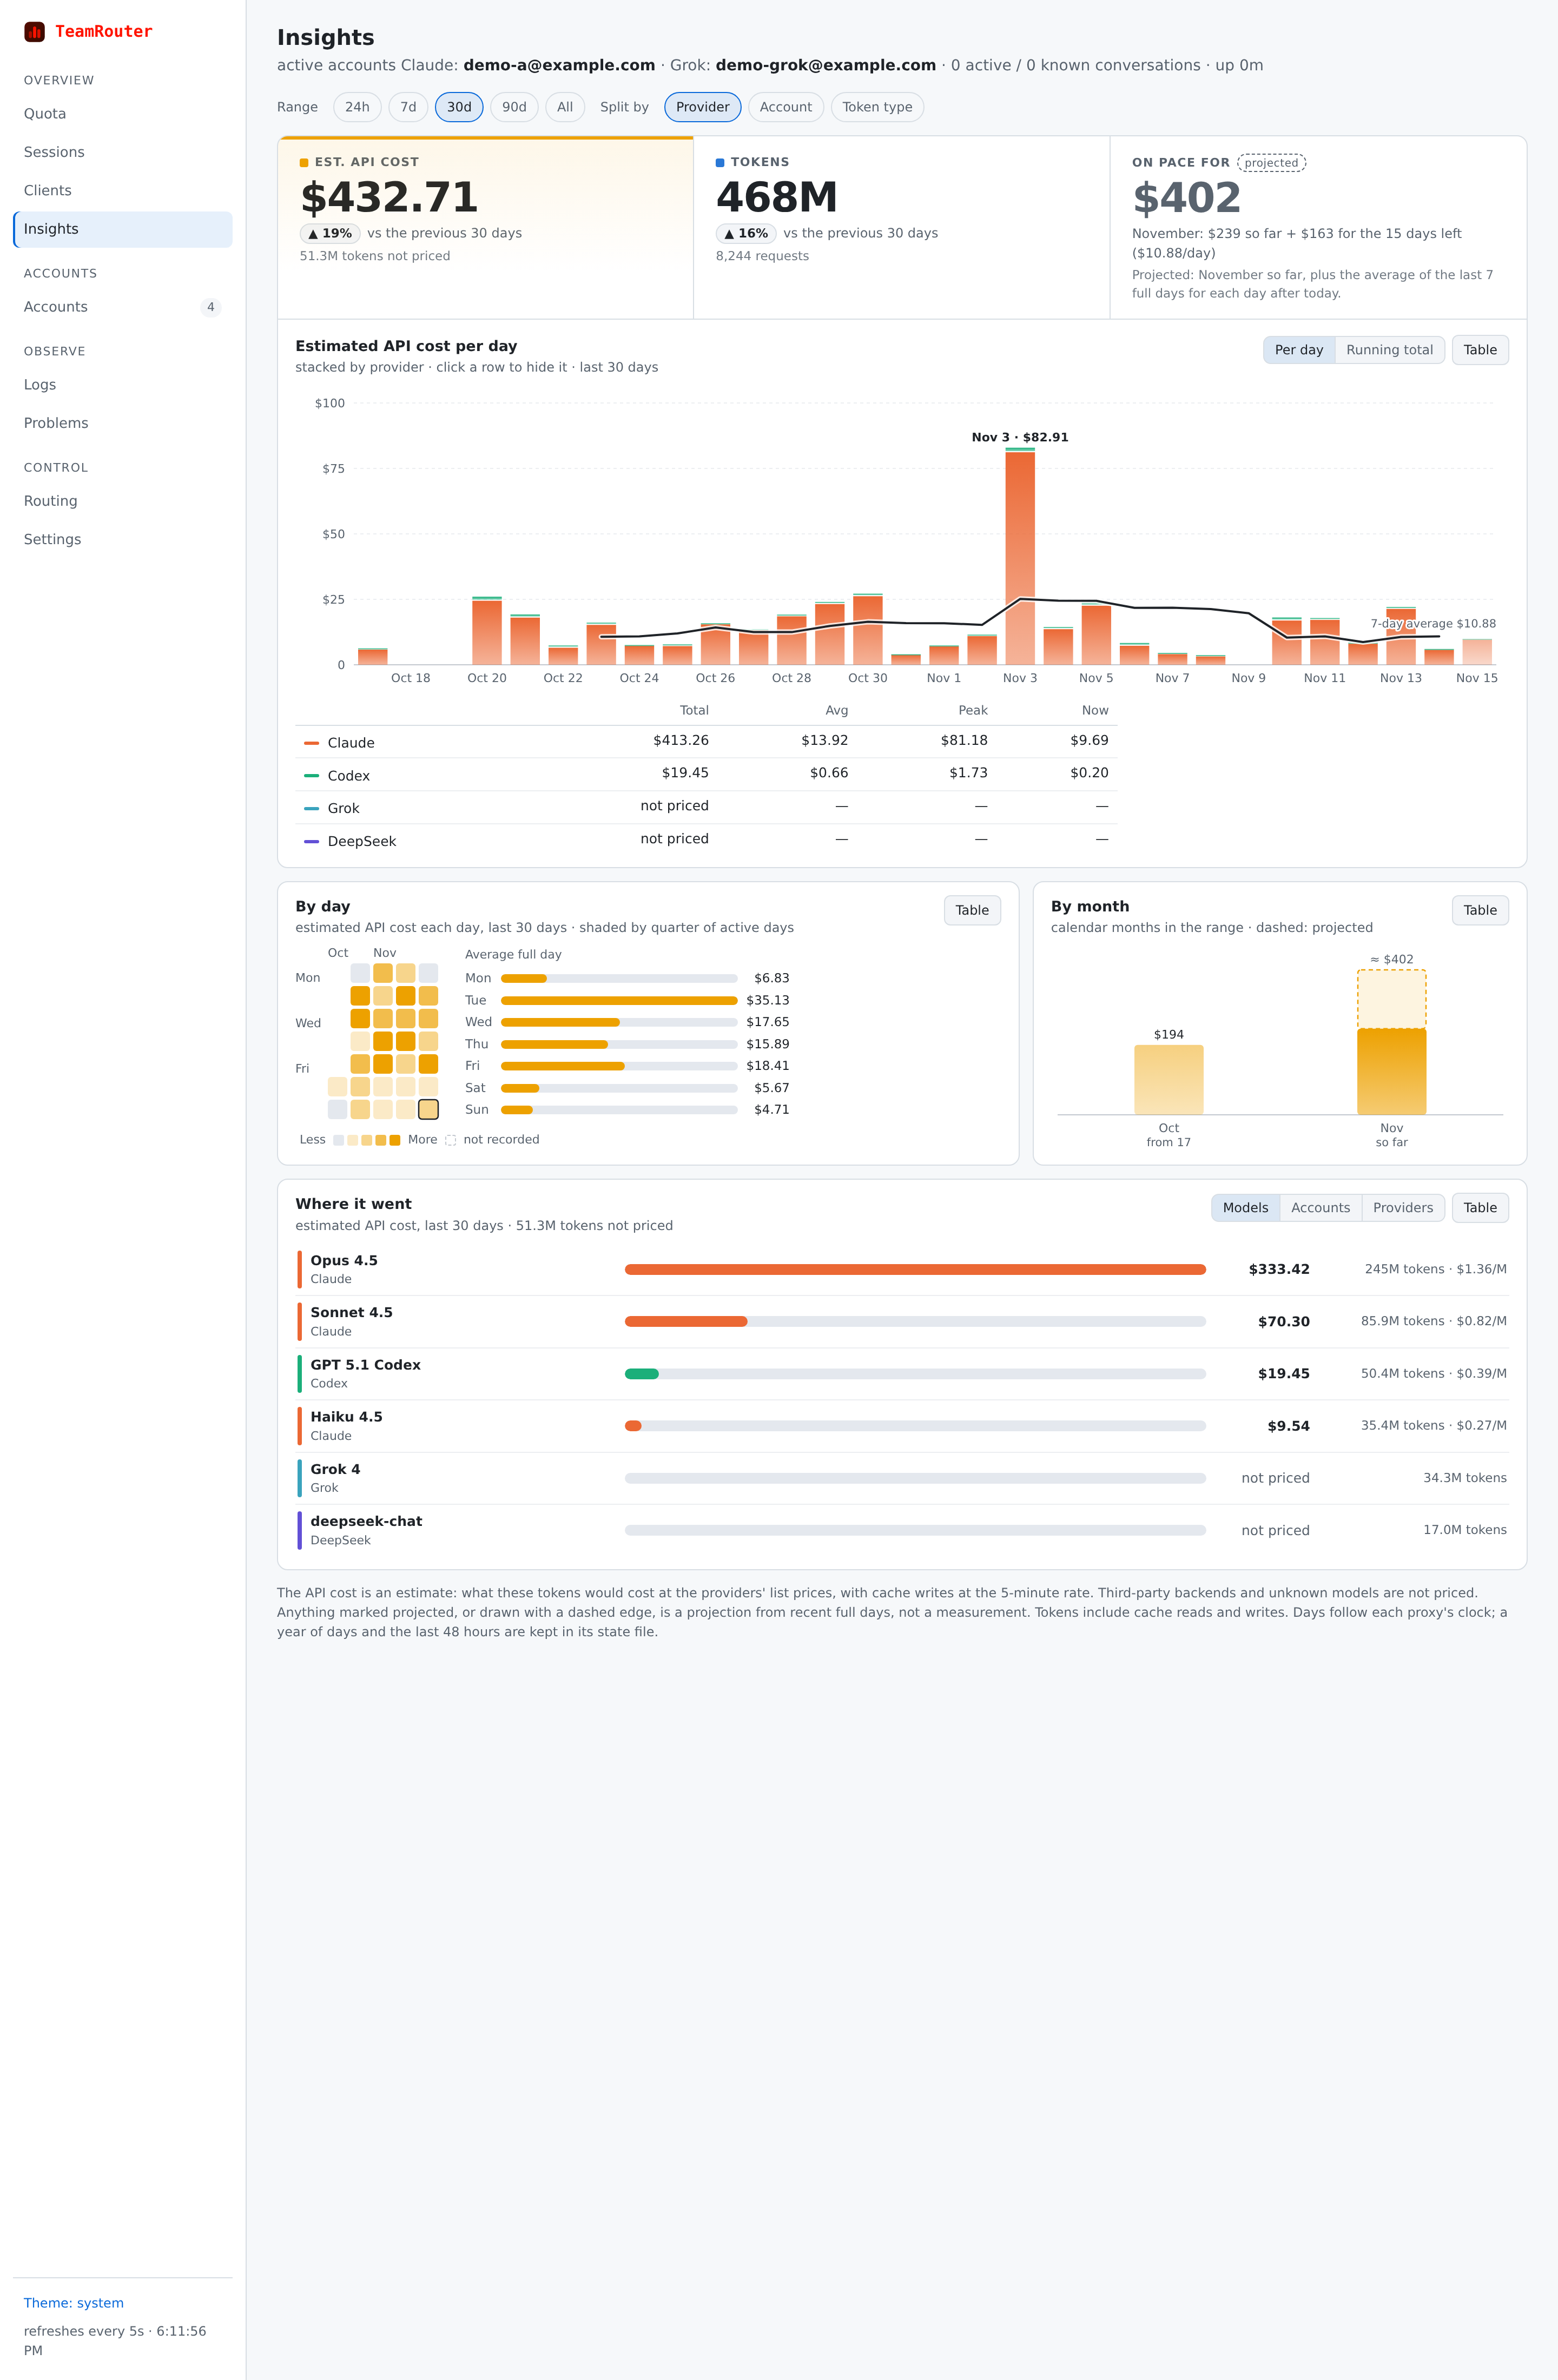 TeamRouter
OVERVIEW
Quota
Sessions
Clients
Insights
ACCOUNTS
Accounts 4
OBSERVE
Logs
Problems
CONTROL
Routing
Settings
Theme: system
refreshes every 5s · 6:11:56
PM
Insights
active accounts Claude: demo-a@example.com · Grok: demo-grok@example.com · 0 active / 0 known conversations · up 0m
Range 24h 7d 30d 90d All Split by Provider Account Token type
EST. API COST
$432.71
▲ 19% vs the previous 30 days
51.3M tokens not priced
TOKENS
468M
▲ 16% vs the previous 30 days
8,244 requests
ON PACE FOR projected
$402
November: $239 so far + $163 for the 15 days left
($10.88/day)
Projected: November so far, plus the average of the last 7
full days for each day after today.
Estimated API cost per day
stacked by provider · click a row to hide it · last 30 days
Per day Running total Table
$100
$75
$50
$25
0
Nov 3 · $82.91
7-day average $10.88
Oct 18 Oct 20 Oct 22 Oct 24 Oct 26 Oct 28 Oct 30 Nov 1 Nov 3 Nov 5 Nov 7 Nov 9 Nov 11 Nov 13 Nov 15
Total Avg Peak Now
Claude $413.26 $13.92 $81.18 $9.69
Codex $19.45 $0.66 $1.73 $0.20
Grok not priced — — —
DeepSeek not priced — — —
By day
estimated API cost each day, last 30 days · shaded by quarter of active days
Table
Oct Nov
Mon
Wed
Fri
Less More not recorded
Average full day
Mon $6.83
Tue $35.13
Wed $17.65
Thu $15.89
Fri $18.41
Sat $5.67
Sun $4.71
By month
calendar months in the range · dashed: projected
Table
≈ $402
$194
Oct
from 17
Nov
so far
Where it went
estimated API cost, last 30 days · 51.3M tokens not priced
Models Accounts Providers Table
Opus 4.5
Claude
$333.42 245M tokens · $1.36/M
Sonnet 4.5
Claude
$70.30 85.9M tokens · $0.82/M
GPT 5.1 Codex
Codex
$19.45 50.4M tokens · $0.39/M
Haiku 4.5
Claude
$9.54 35.4M tokens · $0.27/M
Grok 4
Grok
not priced 34.3M tokens
deepseek-chat
DeepSeek
not priced 17.0M tokens
The API cost is an estimate: what these tokens would cost at the providers' list prices, with cache writes at the 5-minute rate. Third-party backends and unknown models are not priced.
Anything marked projected, or drawn with a dashed edge, is a projection from recent full days, not a measurement. Tokens include cache reads and writes. Days follow each proxy's clock; a
year of days and the last 48 hours are kept in its state file.